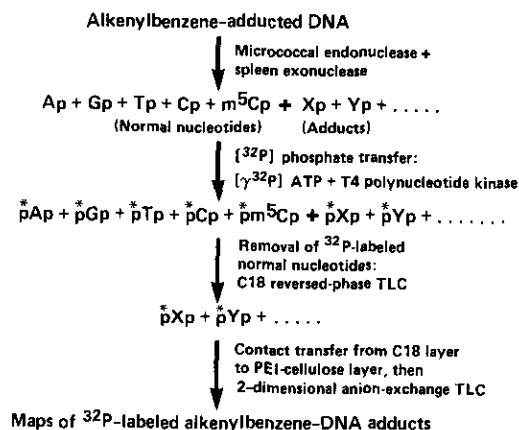 Alkenylbenzene-adducted DNA
Micrococcal endonuclease +
spleen exonuclease
Ap + Gp + Tp + Cp + m⁵Cp + Xp + Yp + . . . . .
(Normal nucleotides) (Adducts)
[³²P] phosphate transfer:
[γ³²P] ATP + T4 polynucleotide kinase
*pAp + *pGp + *pTp + *pCp + *pm⁵Cp + *pXp + *pYp + . . . . . . .
Removal of ³²P-labeled
normal nucleotides:
C18 reversed-phase TLC
*pXp + *pYp + . . . . .
Contact transfer from C18 layer
to PEI-cellulose layer, then
2-dimensional anion-exchange TLC
Maps of ³²P-labeled alkenylbenzene-DNA adducts